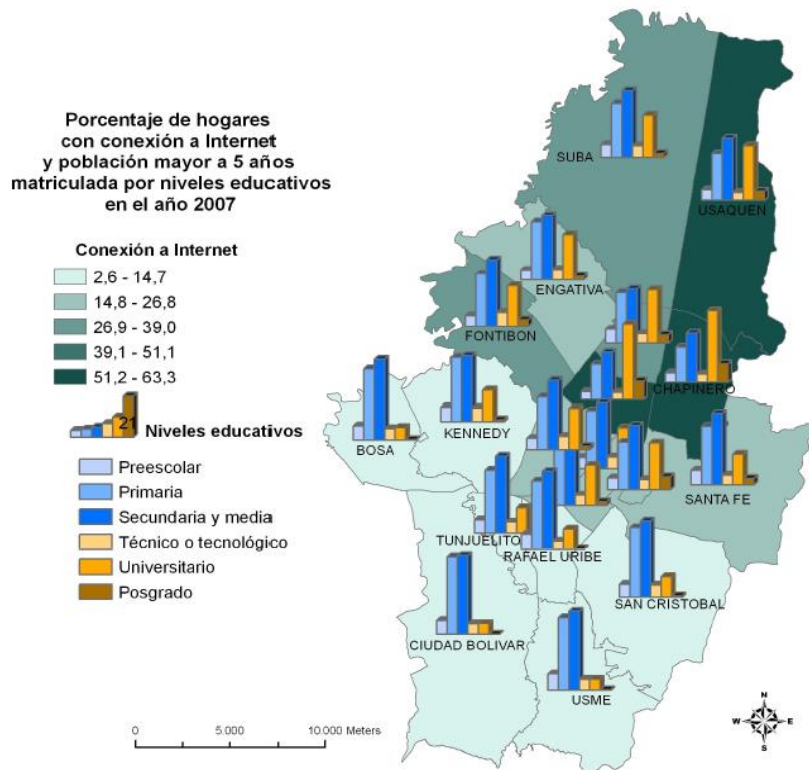 Porcentaje de hogares
con conexión a Internet
y población mayor a 5 años
matriculada por niveles educativos
en el año 2007
Conexión a Internet
2,6 - 14,7
14,8 - 26,8
26,9 - 39,0
39,1 - 51,1
51,2 - 63,3
21
Niveles educativos
Preescolar
Primaria
Secundaria y media
Técnico o tecnológico
Universitario
Posgrado
SUBA
USAQUEN
ENGATIVA
FONTIBON
CHAPINERO
KENNEDY
BOSA
SANTA FE
TUNJUELITO
RAFAEL URIBE
SAN CRISTOBAL
CIUDAD BOLIVAR
USME
0 5.000 10.000 Meters
N
W E
S